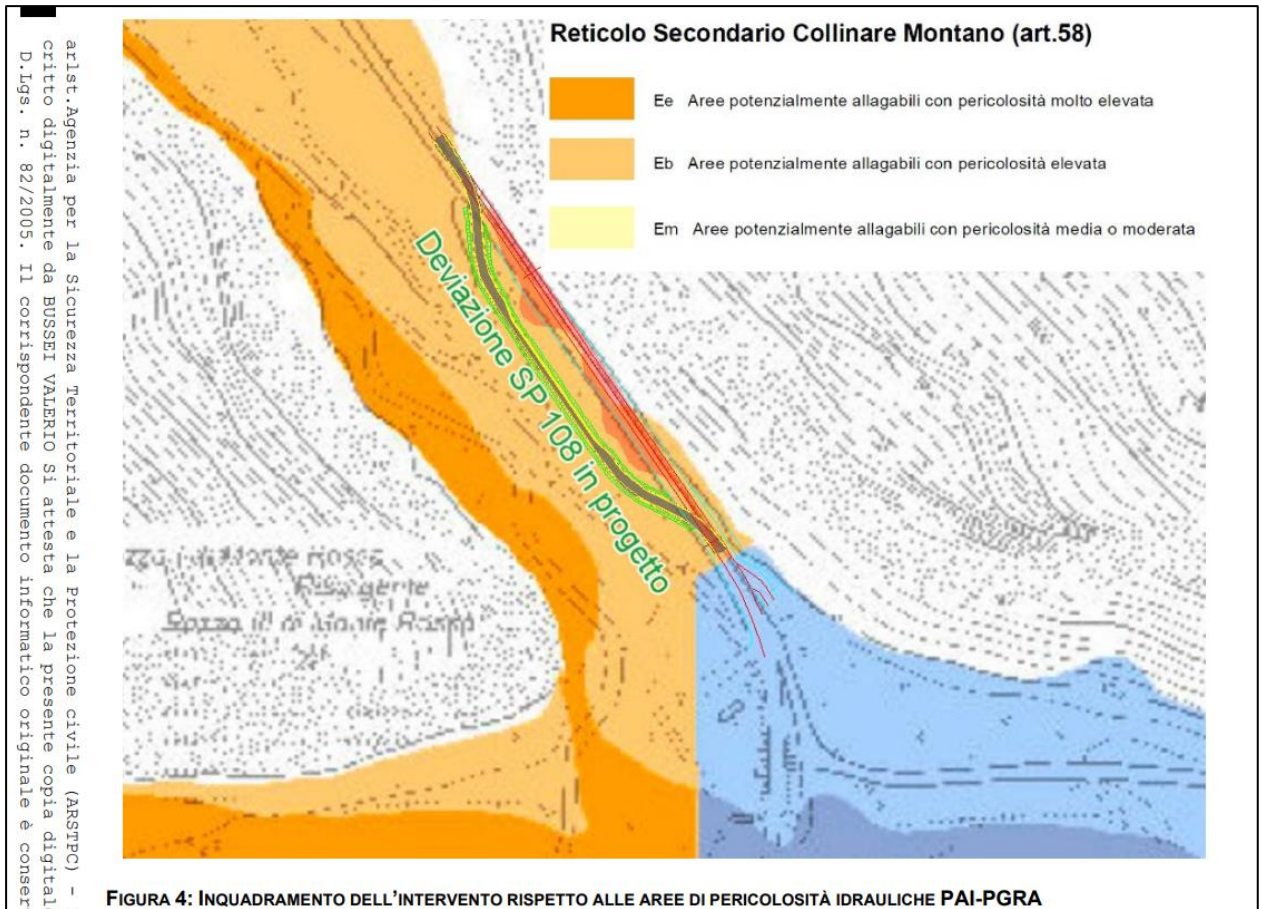 arlst.Agenzia per la Sicurezza Territoriale e la Protezione civile (ARSTPC) -
critto digitalmente da BUSSEI VALERIO Si attesta che la presente copia digitale
D.Lgs. n. 82/2005. Il corrispondente documento informatico originale è conser
Reticolo Secondario Collinare Montano (art.58)
Ee Aree potenzialmente allagabili con pericolosità molto elevata
Eb Aree potenzialmente allagabili con pericolosità elevata
Em Aree potenzialmente allagabili con pericolosità media o moderata
Deviazione SP 108 in progetto
FIGURA 4: INQUADRAMENTO DELL'INTERVENTO RISPETTO ALLE AREE DI PERICOLOSITÀ IDRAULICHE PAI-PGRA